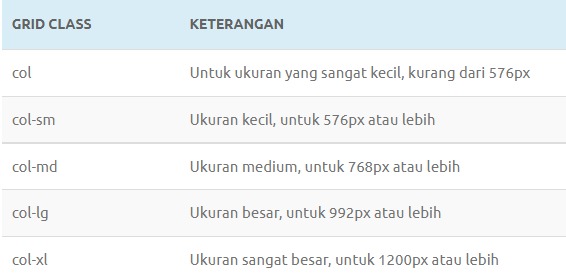 GRID CLASS KETERANGAN
col Untuk ukuran yang sangat kecil, kurang dari 576px
col-sm Ukuran kecil, untuk 576px atau lebih
col-md Ukuran medium, untuk 768px atau lebih
col-lg Ukuran besar, untuk 992px atau lebih
col-xl Ukuran sangat besar, untuk 1200px atau lebih